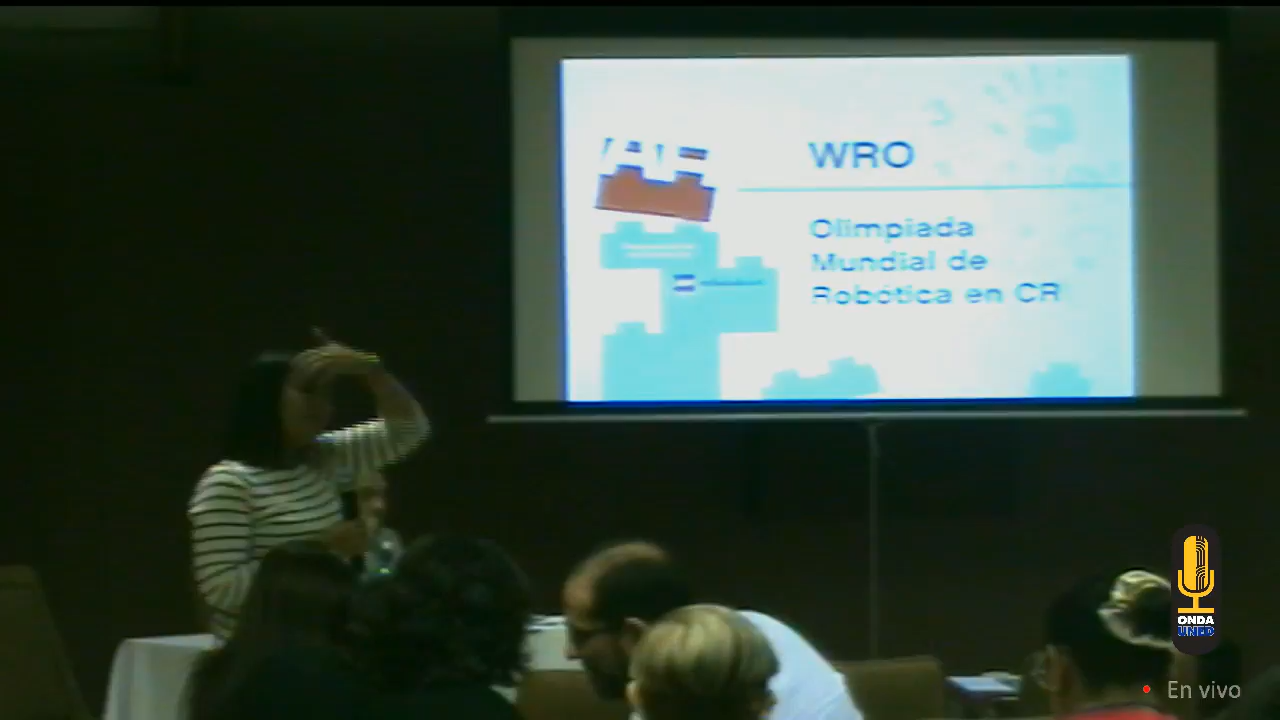 WRO
Olimpiada
Mundial de
Robótica en CR
ONDA
UNED
En vivo